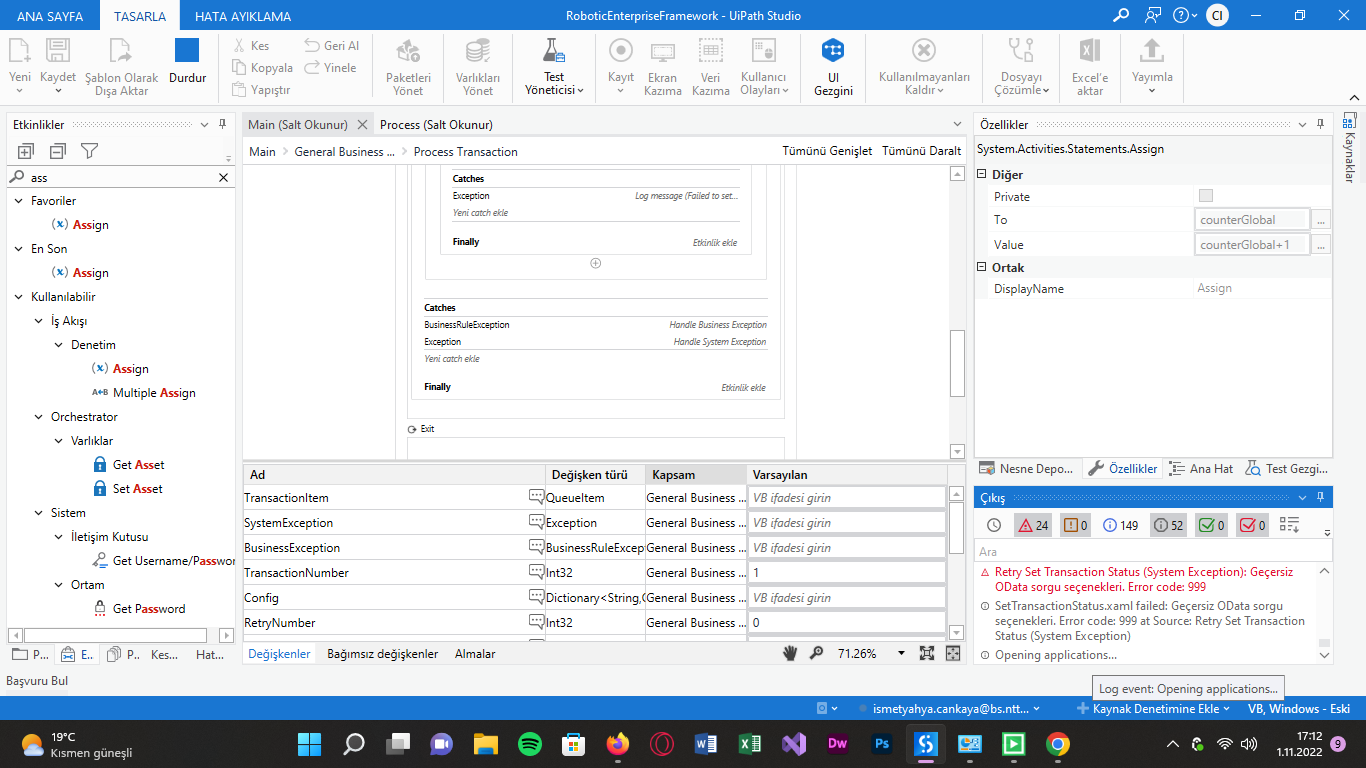 ANA SAYFA
TASARLA
HATA AYIKLAMA
RoboticEnterpriseFramework - UiPath Studio
CI
Yeni
Kaydet
Şablon Olarak
Dışa Aktar
Durdur
Kes
Kopyala
Yapıştır
Geri Al
Yinele
Paketleri
Yönet
Varlıkları
Yönet
Test
Yöneticisi
Kayıt
Ekran
Kazıma
Veri
Kazıma
Kullanıcı
Olayları
UI
Gezgini
Kullanılmayanları
Kaldır
Dosyayı
Çözümle
Excel'e
aktar
Yayımla
Etkinlikler
ass
Favoriler
(x) Assign
En Son
(x) Assign
Kullanılabilir
İş Akışı
Denetim
(x) Assign
A+B Multiple Assign
Orchestrator
Varlıklar
Get Asset
Set Asset
Sistem
İletişim Kutusu
Get Username/Passwor
Ortam
Get Password
P...
E..
P..
Kes...
Hat...
Başvuru Bul
Main (Salt Okunur)
Process (Salt Okunur)
Main > General Business ... > Process Transaction
Tümünü Genişlet
Tümünü Daralt
Catches
Exception
Log message (Failed to set...
Yeni catch ekle
Finally
Etkinlik ekle
Catches
BusinessRuleException
Handle Business Exception
Exception
Handle System Exception
Yeni catch ekle
Finally
Etkinlik ekle
Exit
Ad
Değişken türü
Kapsam
Varsayılan
TransactionItem QueueItem General Business ... VB ifadesi girin
SystemException Exception General Business ... VB ifadesi girin
BusinessException BusinessRuleExcep General Business ... VB ifadesi girin
TransactionNumber Int32 General Business ... 1
Config Dictionary<String,O General Business ... VB ifadesi girin
RetryNumber Int32 General Business ... 0
Değişkenler
Bağımsız değişkenler
Almalar
71.26%
Özellikler
System.Activities.Statements.Assign
Diğer
Private
To counterGlobal ...
Value counterGlobal+1 ...
Ortak
DisplayName Assign
Kaynaklar
Nesne Depo...
Özellikler
Ana Hat
Test Gezgi...
Çıkış
24
0
149
52
0
0
Ara
Retry Set Transaction Status (System Exception): Geçersiz
OData sorgu seçenekleri. Error code: 999
SetTransactionStatus.xaml failed: Geçersiz OData sorgu
seçenekleri. Error code: 999 at Source: Retry Set Transaction
Status (System Exception)
Opening applications...
Log event: Opening applications...
ismetyahya.cankaya@bs.ntt...
Kaynak Denetimine Ekle
VB, Windows - Eski
19°C
Kısmen güneşli
W
X
Dw
Ps
17:12
1.11.2022
9